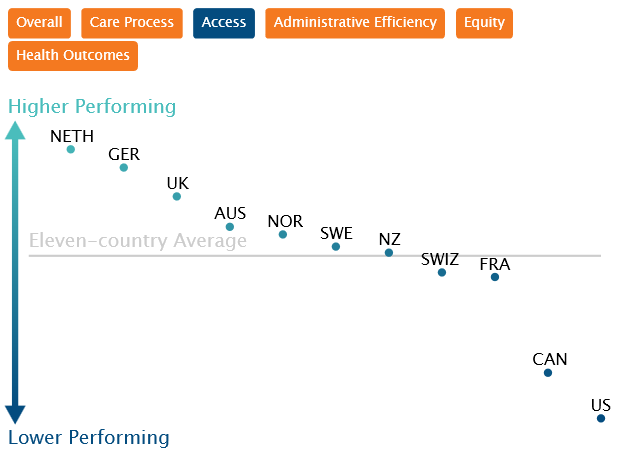 Overall Care Process Access Administrative Efficiency Equity
Health Outcomes
Higher Performing
NETH
GER
UK
AUS
NOR
SWE
NZ
Eleven-country Average
SWIZ
FRA
CAN
US
Lower Performing